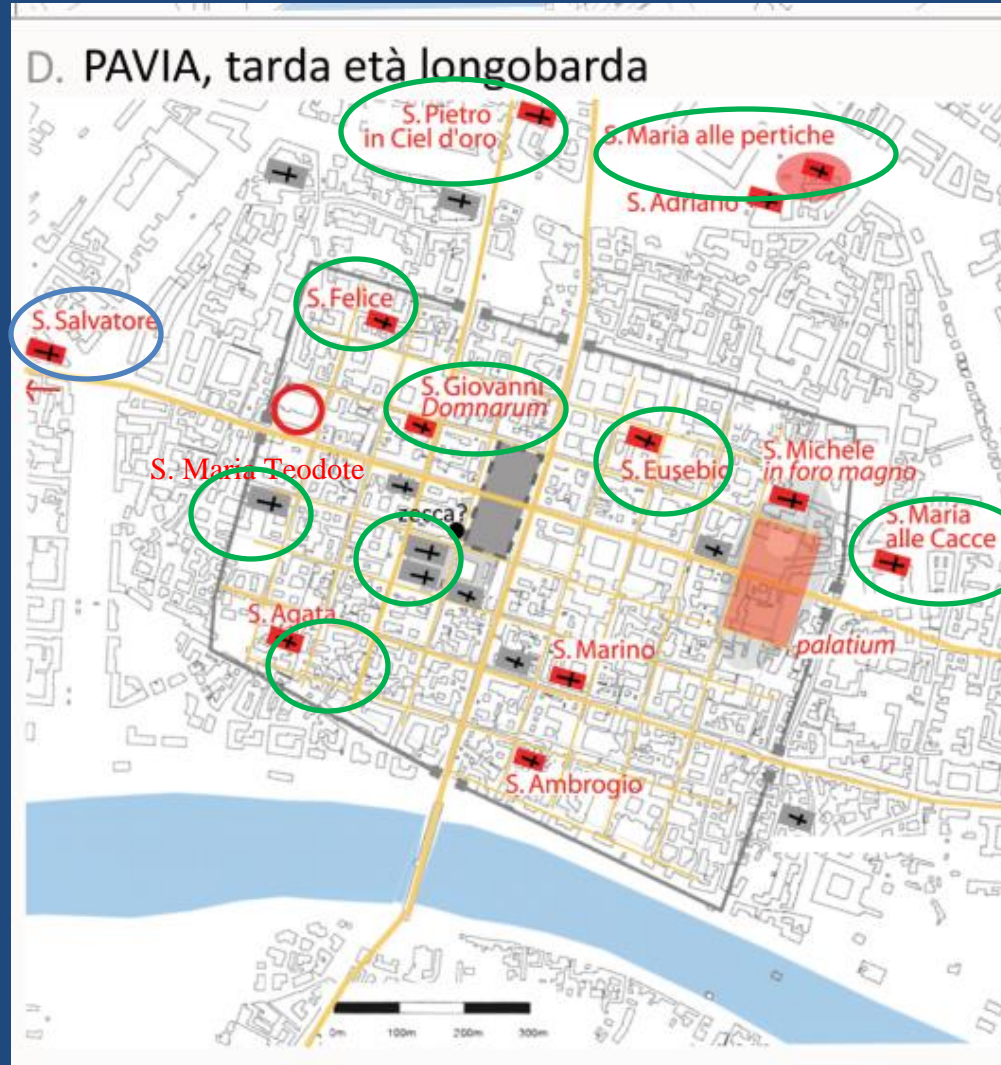 D. PAVIA, tarda età longobarda
S. Pietro
in Ciel d'oro
S. Maria alle pertiche
S. Adriano
S. Felice
S. Salvatore
S. Giovanni
Domnarum
S. Eusebio
S. Michele
in foro magno
S. Maria Teodote
zecca?
S. Maria
alle Cacce
S. Agata
S. Marino
palatium
S. Ambrogio
0m 100m 200m 300m